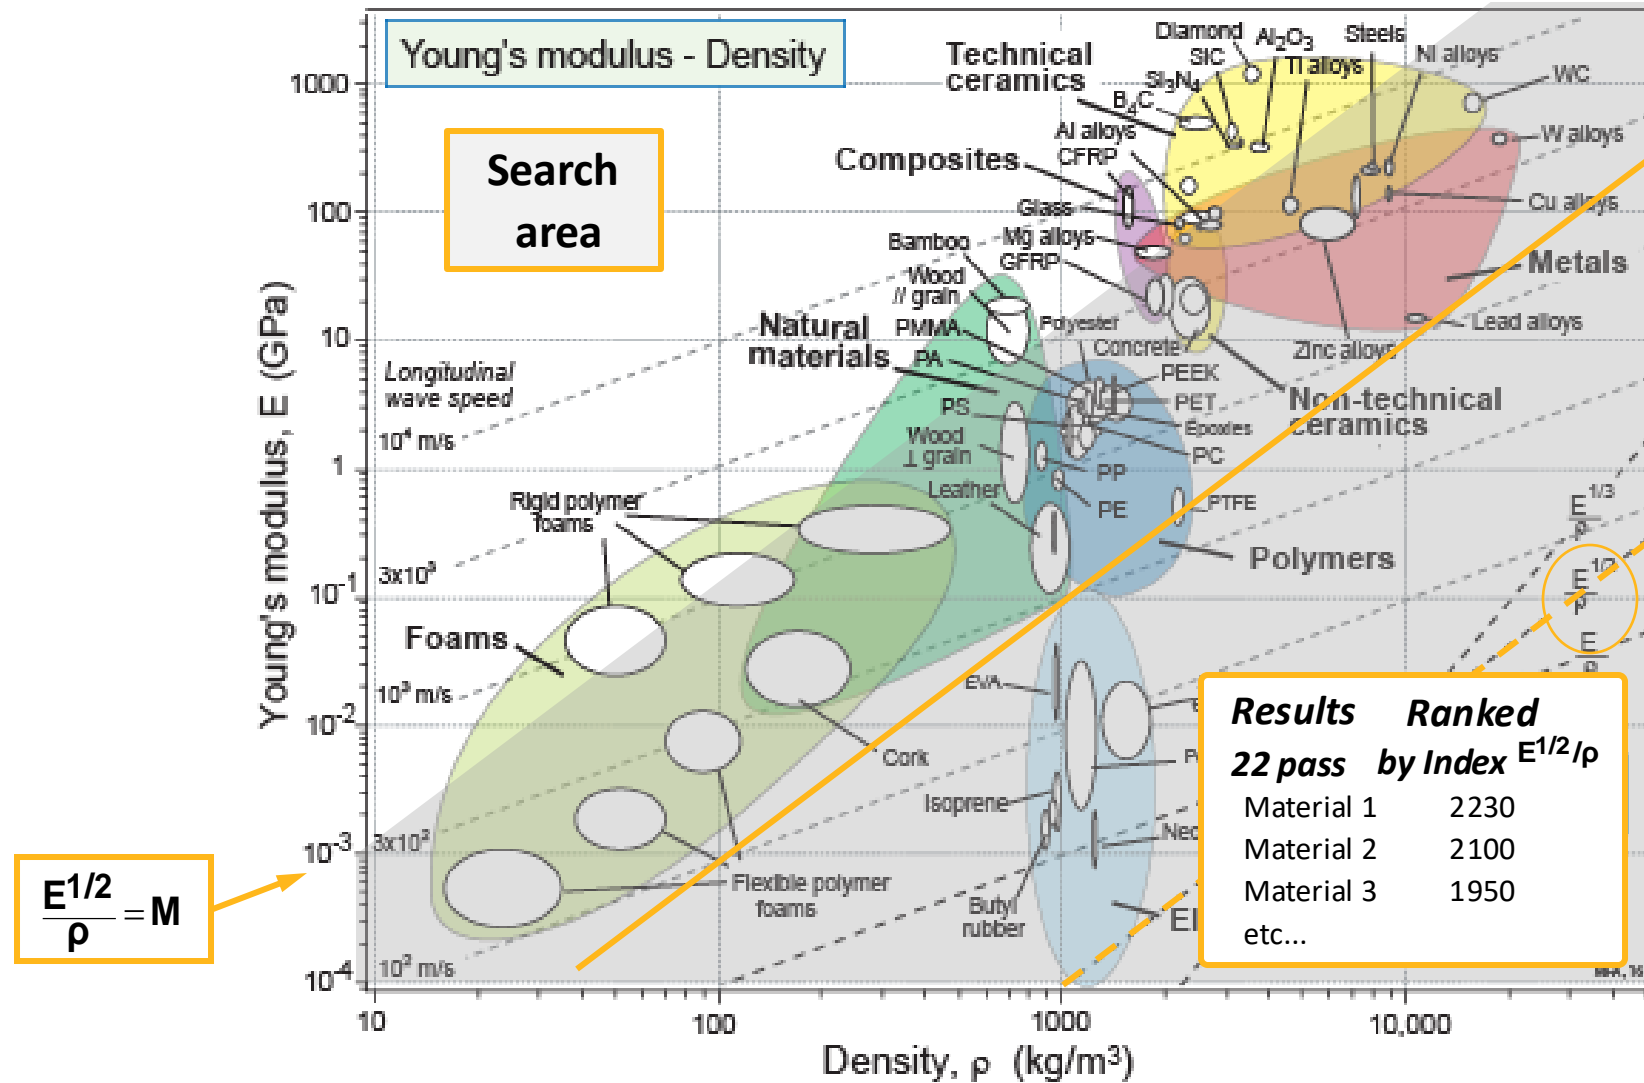 Young's modulus - Density
Search
area
Technical
ceramics
Diamond
SiC
Si3N4
B4C
Al2O3
Ti alloys
Steels
Ni alloys
WC
W alloys
Al alloys
CFRP
Composites
Glass
Mg alloys
GFRP
Cu alloys
Metals
Lead alloys
Zinc alloys
Bamboo
Wood
// grain
Natural
materials
PMMA
PA
PS
Wood
⊥ grain
Leather
Polyester
Concrete
PEEK
PET
Epoxies
PC
PP
PE
PTFE
Non-technical
ceramics
Polymers
Longitudinal
wave speed
10⁴ m/s
3x10³
10³ m/s
3x10²
10² m/s
Rigid polymer
foams
Foams
Cork
Flexible polymer
foams
EVA
Isoprene
Butyl
rubber
Neo
El
E^1/3
ρ
E^1/2
ρ
E
ρ
Results Ranked
22 pass by Index E^1/2/ρ
Material 1 2230
Material 2 2100
Material 3 1950
etc...
E^1/2
ρ = M
Young's modulus, E (GPa)
1000
100
10
1
10⁻¹
10⁻²
10⁻³
10⁻⁴
10 100 1000 10,000
Density, ρ (kg/m³)